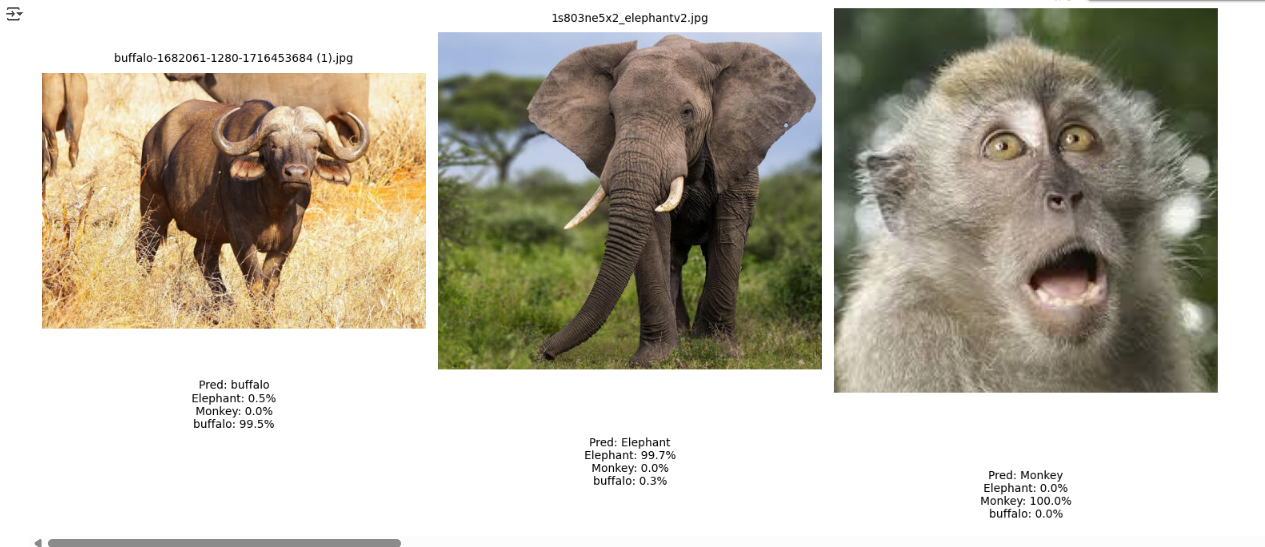 buffalo-1682061-1280-1716453684 (1).jpg
Pred: buffalo
Elephant: 0.5%
Monkey: 0.0%
buffalo: 99.5%
1s803ne5x2_elephantv2.jpg
Pred: Elephant
Elephant: 99.7%
Monkey: 0.0%
buffalo: 0.3%
Pred: Monkey
Elephant: 0.0%
Monkey: 100.0%
buffalo: 0.0%